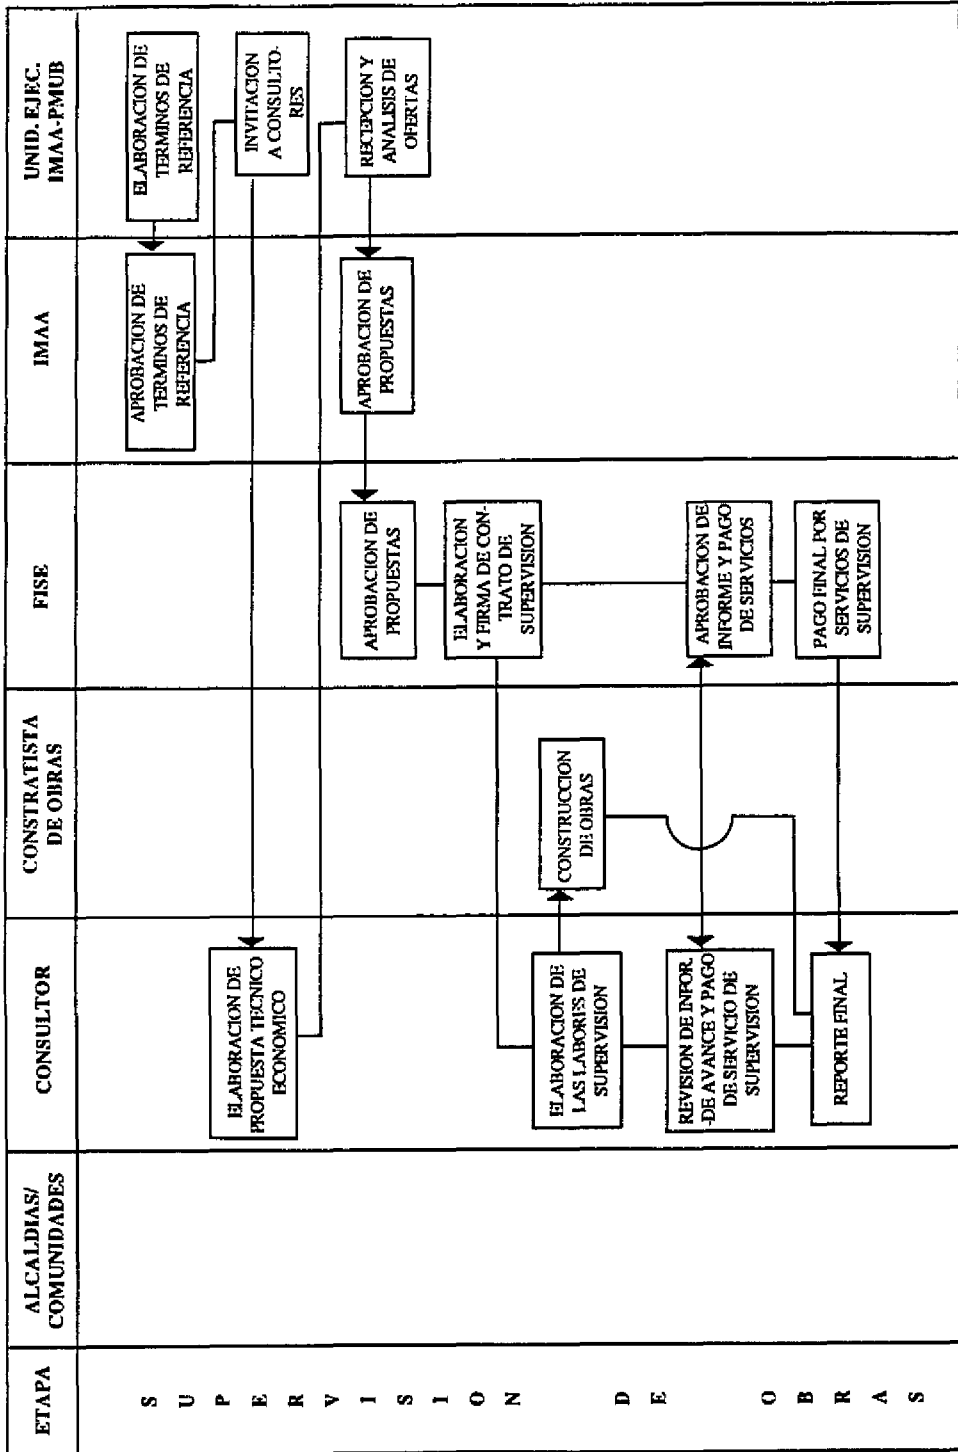 ETAPA
ALCALDIAS/
COMUNIDADES
CONSULTOR
CONSTRATISTA
DE OBRAS
FISE
IMAA
UNID. EJEC.
IMAA-PMUB
S U P E R V I S I O N D E O B R A S
ELABORACION DE
TERMINOS DE
REFERENCIA
APROBACION DE
TERMINOS DE
REFERENCIA
INVITACION
A CONSULTO-
RES
ELABORACION DE
PROPUESTA TECNICO
ECONOMICO
RECEPCION Y
ANALISIS DE
OFERTAS
APROBACION DE
PROPUESTAS
APROBACION DE
PROPUESTAS
ELABORACION
Y FIRMA DE CON-
TRATO DE
SUPERVISION
ELABORACION DE
LAS LABORES DE
SUPERVISION
CONSTRUCCION
DE OBRAS
REVISION DE INFOR.
-DE AVANCE Y PAGO
DE SERVICIO DE
SUPERVISION
APROBACION DE
INFORME Y PAGO
DE SERVICIOS
PAGO FINAL POR
SERVICIOS DE
SUPERVISION
REPORTE FINAL